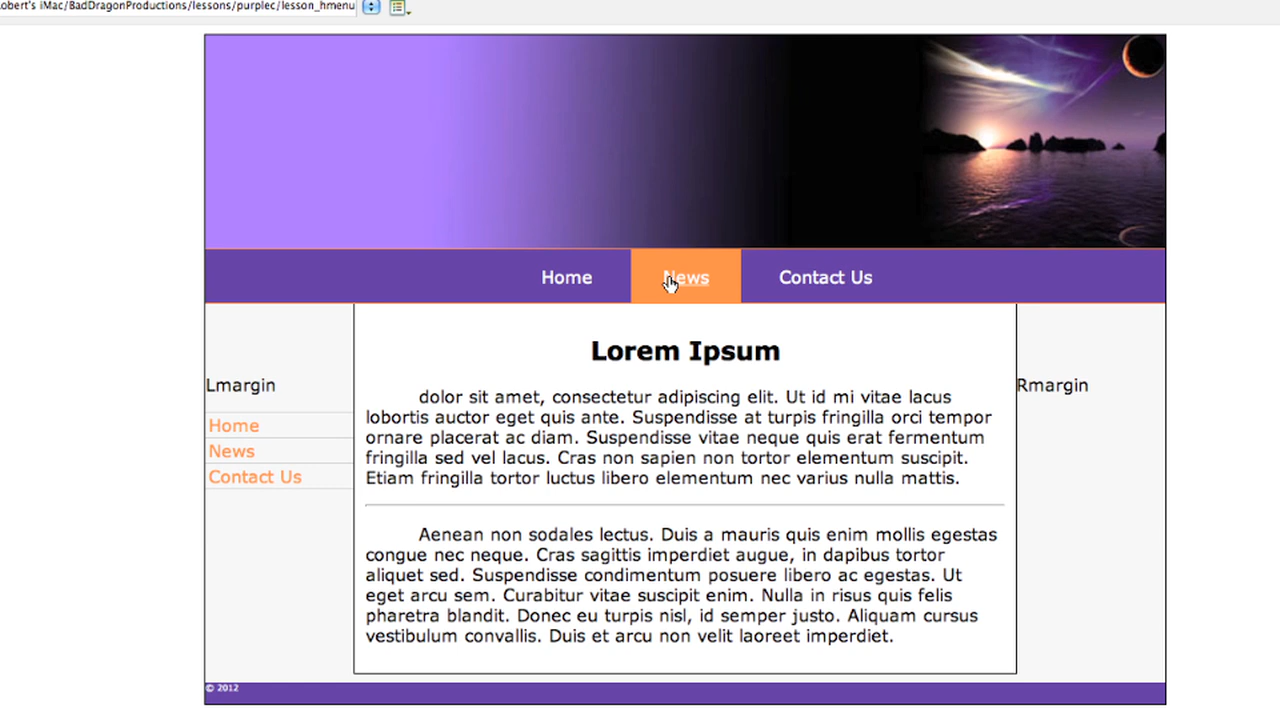 obert's iMac/BadDragonProductions/lessons/purplec/lesson_hmenu
Home News Contact Us
Lorem Ipsum
Lmargin
Rmargin
dolor sit amet, consectetur adipiscing elit. Ut id mi vitae lacus
lobortis auctor eget quis ante. Suspendisse at turpis fringilla orci tempor
ornare placerat ac diam. Suspendisse vitae neque quis erat fermentum
fringilla sed vel lacus. Cras non sapien non tortor elementum suscipit.
Etiam fringilla tortor luctus libero elementum nec varius nulla mattis.
Home
News
Contact Us
Aenean non sodales lectus. Duis a mauris quis enim mollis egestas
congue nec neque. Cras sagittis imperdiet augue, in dapibus tortor
aliquet sed. Suspendisse condimentum posuere libero ac egestas. Ut
eget arcu sem. Curabitur vitae suscipit enim. Nulla in risus quis felis
pharetra blandit. Donec eu turpis nisl, id semper justo. Aliquam cursus
vestibulum convallis. Duis et arcu non velit laoreet imperdiet.
© 2012